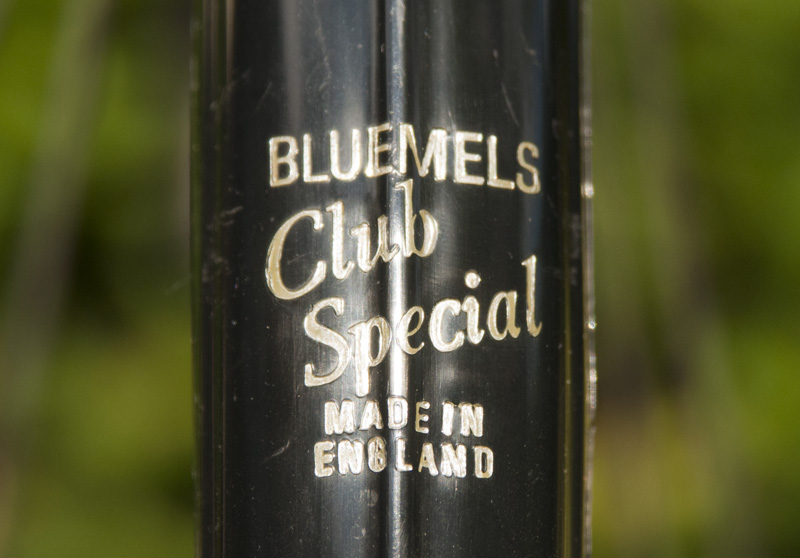 BLUEMELS
Club
Special
MADE IN
ENGLAND